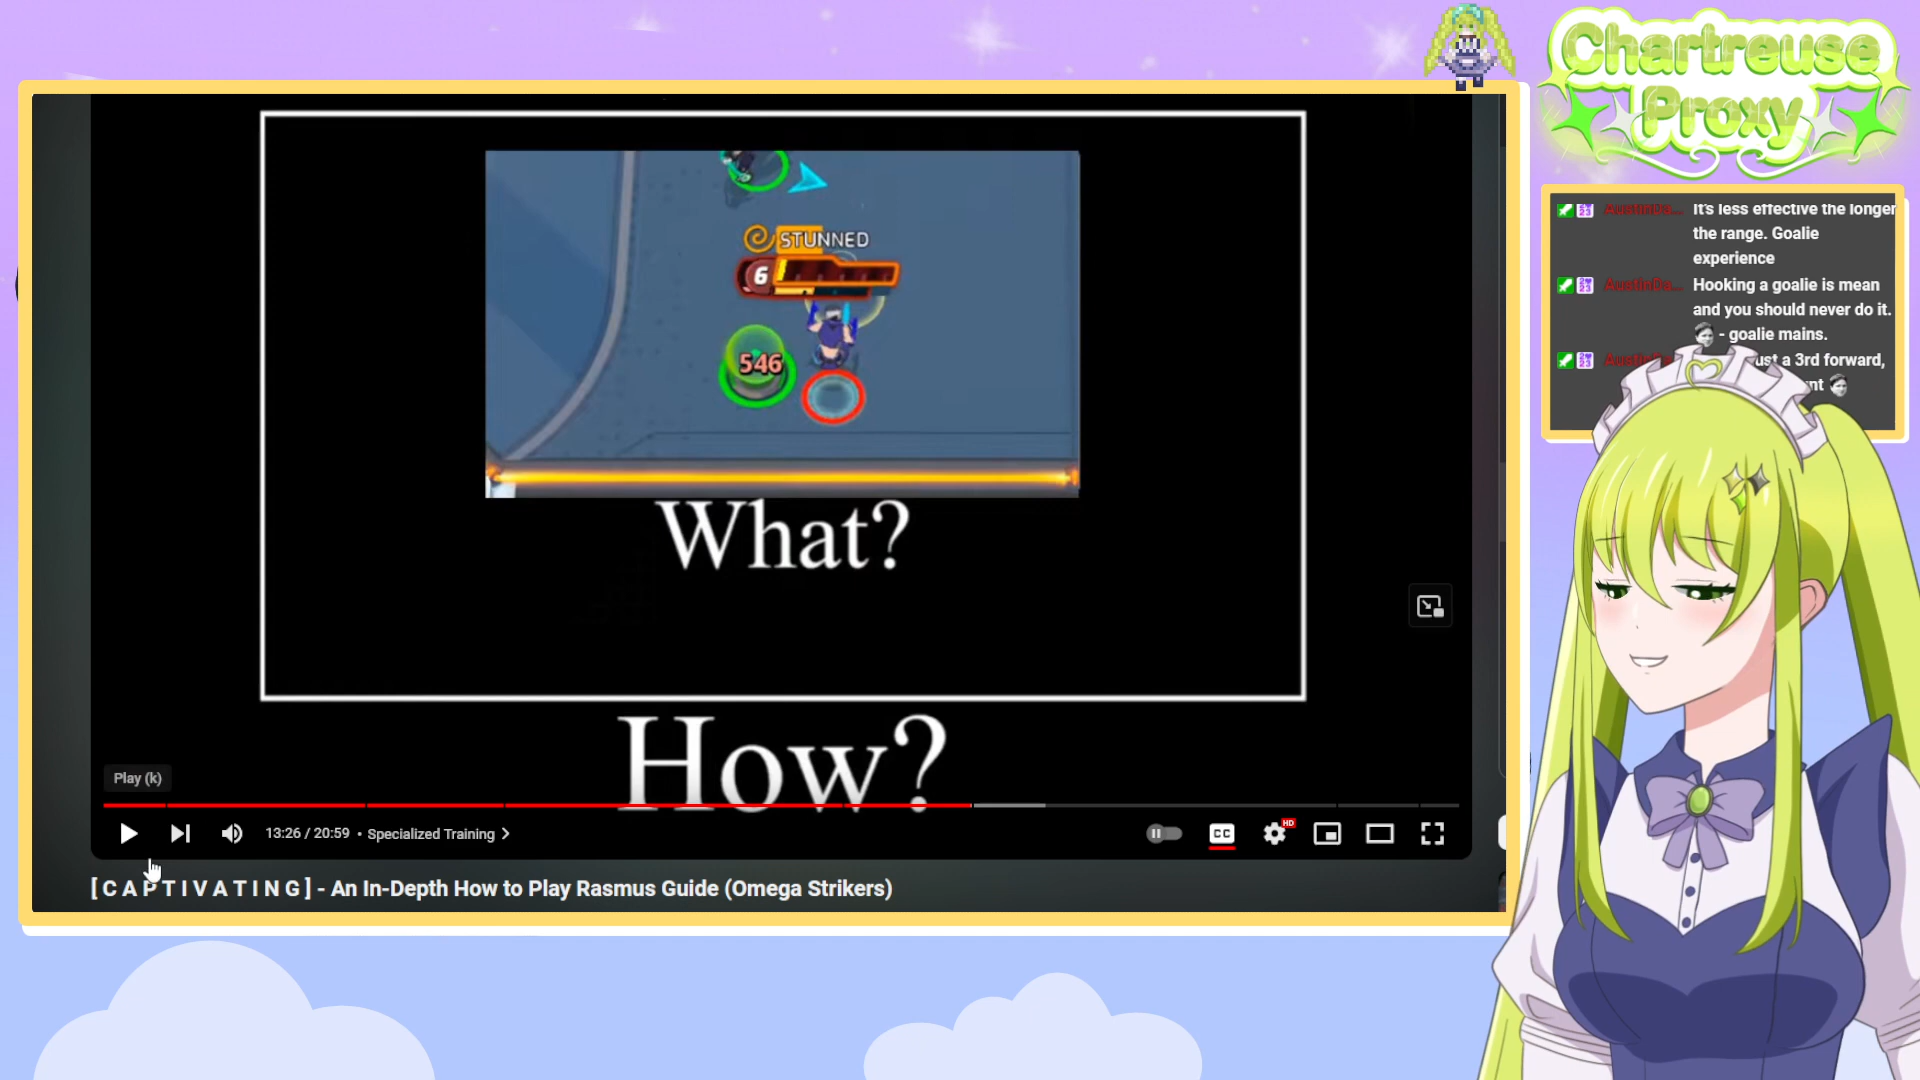 Chartreuse
Proxy
STUNNED
6
546
What?
How?
It's less effective the longer
the range. Goalie
experience
Hooking a goalie is mean
and you should never do it.
- goalie mains.
a 3rd forward,
Play (k)
13:26 / 20:59 • Specialized Training
CC
HD
[ C A P T I V A T I N G ] - An In-Depth How to Play Rasmus Guide (Omega Strikers)